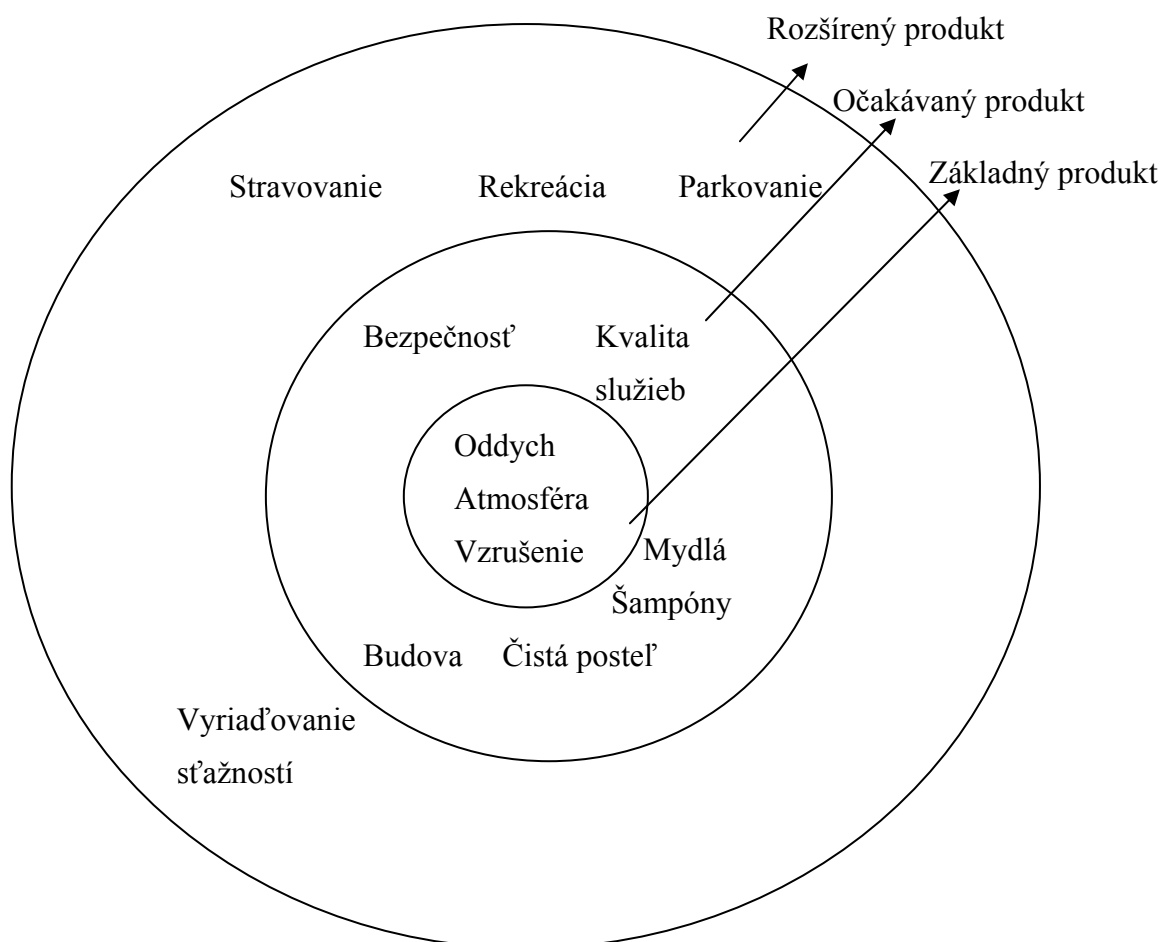 Rozšírený produkt
Očakávaný produkt
Základný produkt
Stravovanie Rekreácia Parkovanie
Bezpečnosť Kvalita
služieb
Oddych
Atmosféra
Vzrušenie
Mydlá
Šampóny
Budova Čistá posteľ
Vyriaďovanie
sťažností